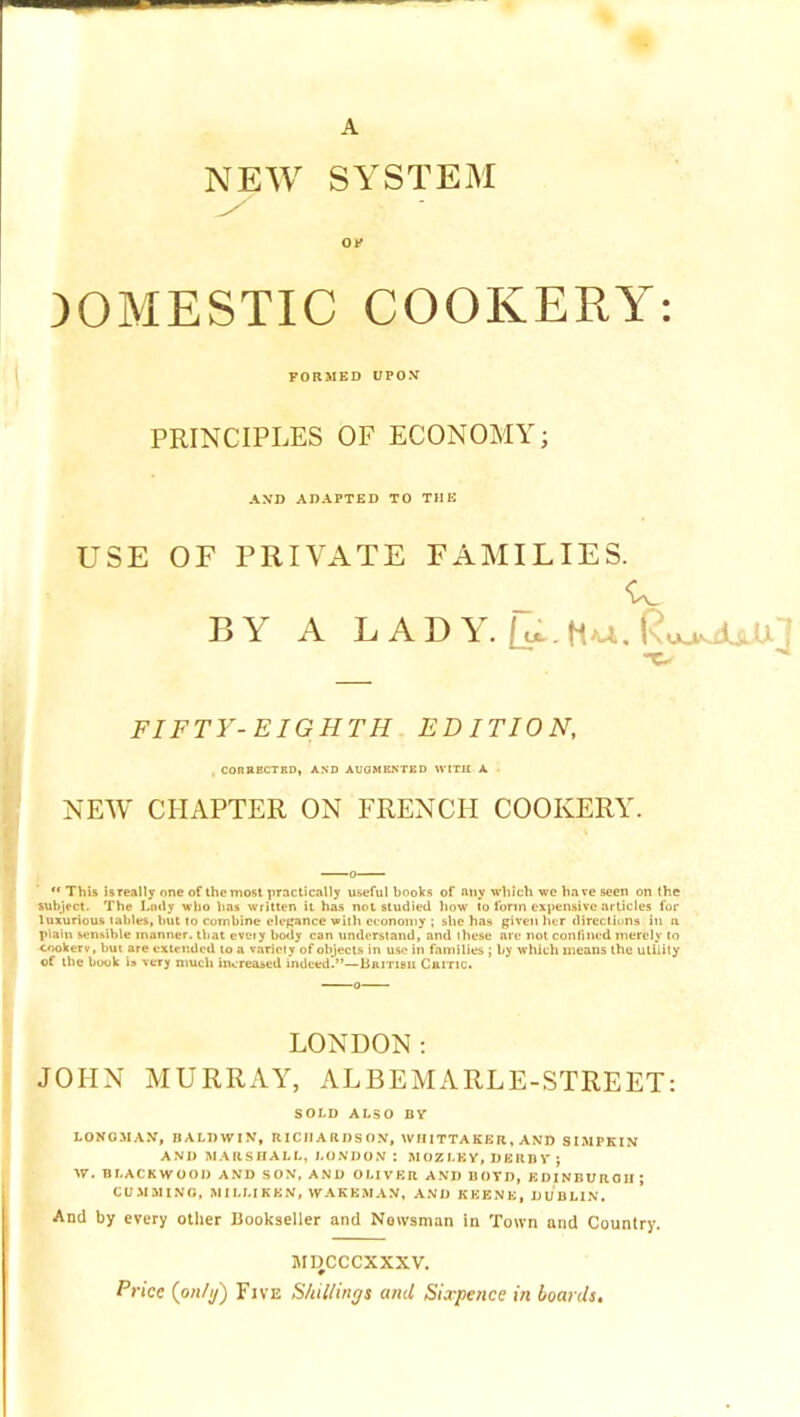 A
NEW SYSTEM
OF
DOMESTIC COOKERY:
FORMED UPON
PRINCIPLES OF ECONOMY;
AND ADAPTED TO THE
USE OF PRIVATE FAMILIES.
BY A LADY.
FIFTY-EIGHTH EDITION,
CORRECTED, AND AUGMENTED WITH A
NEW CHAPTER ON FRENCH COOKERY.
"This is really one of the most practically useful books of any which we have seen on the
subject. The Lady who has written it has not studied how to form expensive articles for
luxurious tables, but to combine elegance with economy; she has given her directions in a
plain sensible manner, that every body can understand, and these are not confined merely to
cookery, but are extended to a variety of objects in use in families; by which means the utility
of the book is very much increased indeed."—BRITISH CRITIC.
LONDON:
JOHN MURRAY, ALBEMARLE-STREET:
SOLD ALSO BY
LONGMAN, BALDWIN, RICHARDSON, WHITTAKER, AND SIMPKIN
AND MARSHALL, LONDON: MOZLEY, DERBY;
W. BLACKWOOD AND SON, AND OLIVER AND BOYD, EDINBURGH;
CUMMING, MILLIKEN, WAKEMAN, AND KEENE, DUBLIN.
And by every other Bookseller and Newsman in Town and Country.
MDCCCXXXV.
Price (only) FIVE Shillings and Sixpence in boards.